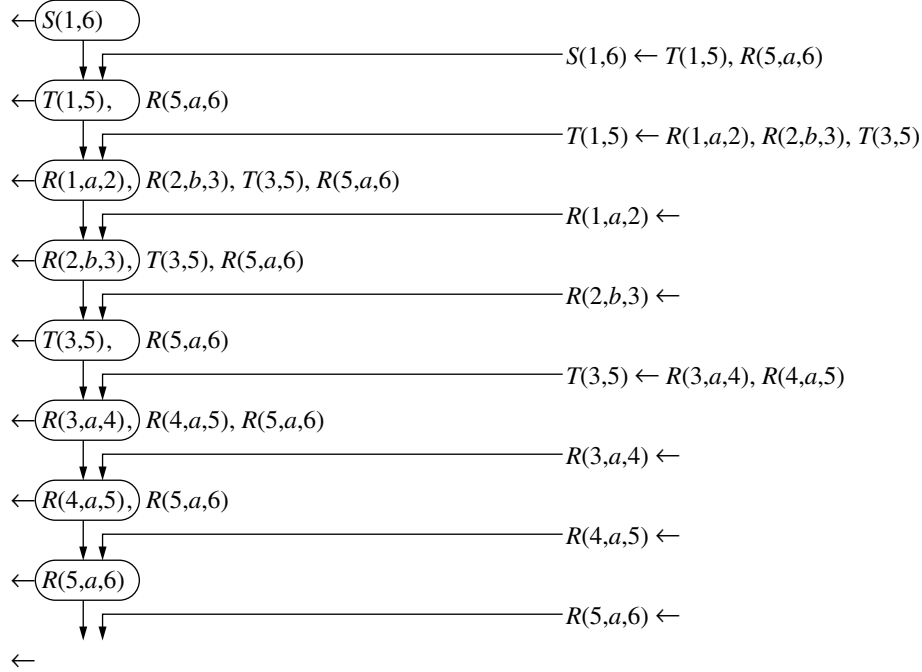 ← S(1,6)
S(1,6) ← T(1,5), R(5,a,6)
← T(1,5), R(5,a,6)
T(1,5) ← R(1,a,2), R(2,b,3), T(3,5)
← R(1,a,2), R(2,b,3), T(3,5), R(5,a,6)
R(1,a,2) ←
← R(2,b,3), T(3,5), R(5,a,6)
R(2,b,3) ←
← T(3,5), R(5,a,6)
T(3,5) ← R(3,a,4), R(4,a,5)
← R(3,a,4), R(4,a,5), R(5,a,6)
R(3,a,4) ←
← R(4,a,5), R(5,a,6)
R(4,a,5) ←
← R(5,a,6)
R(5,a,6) ←
←